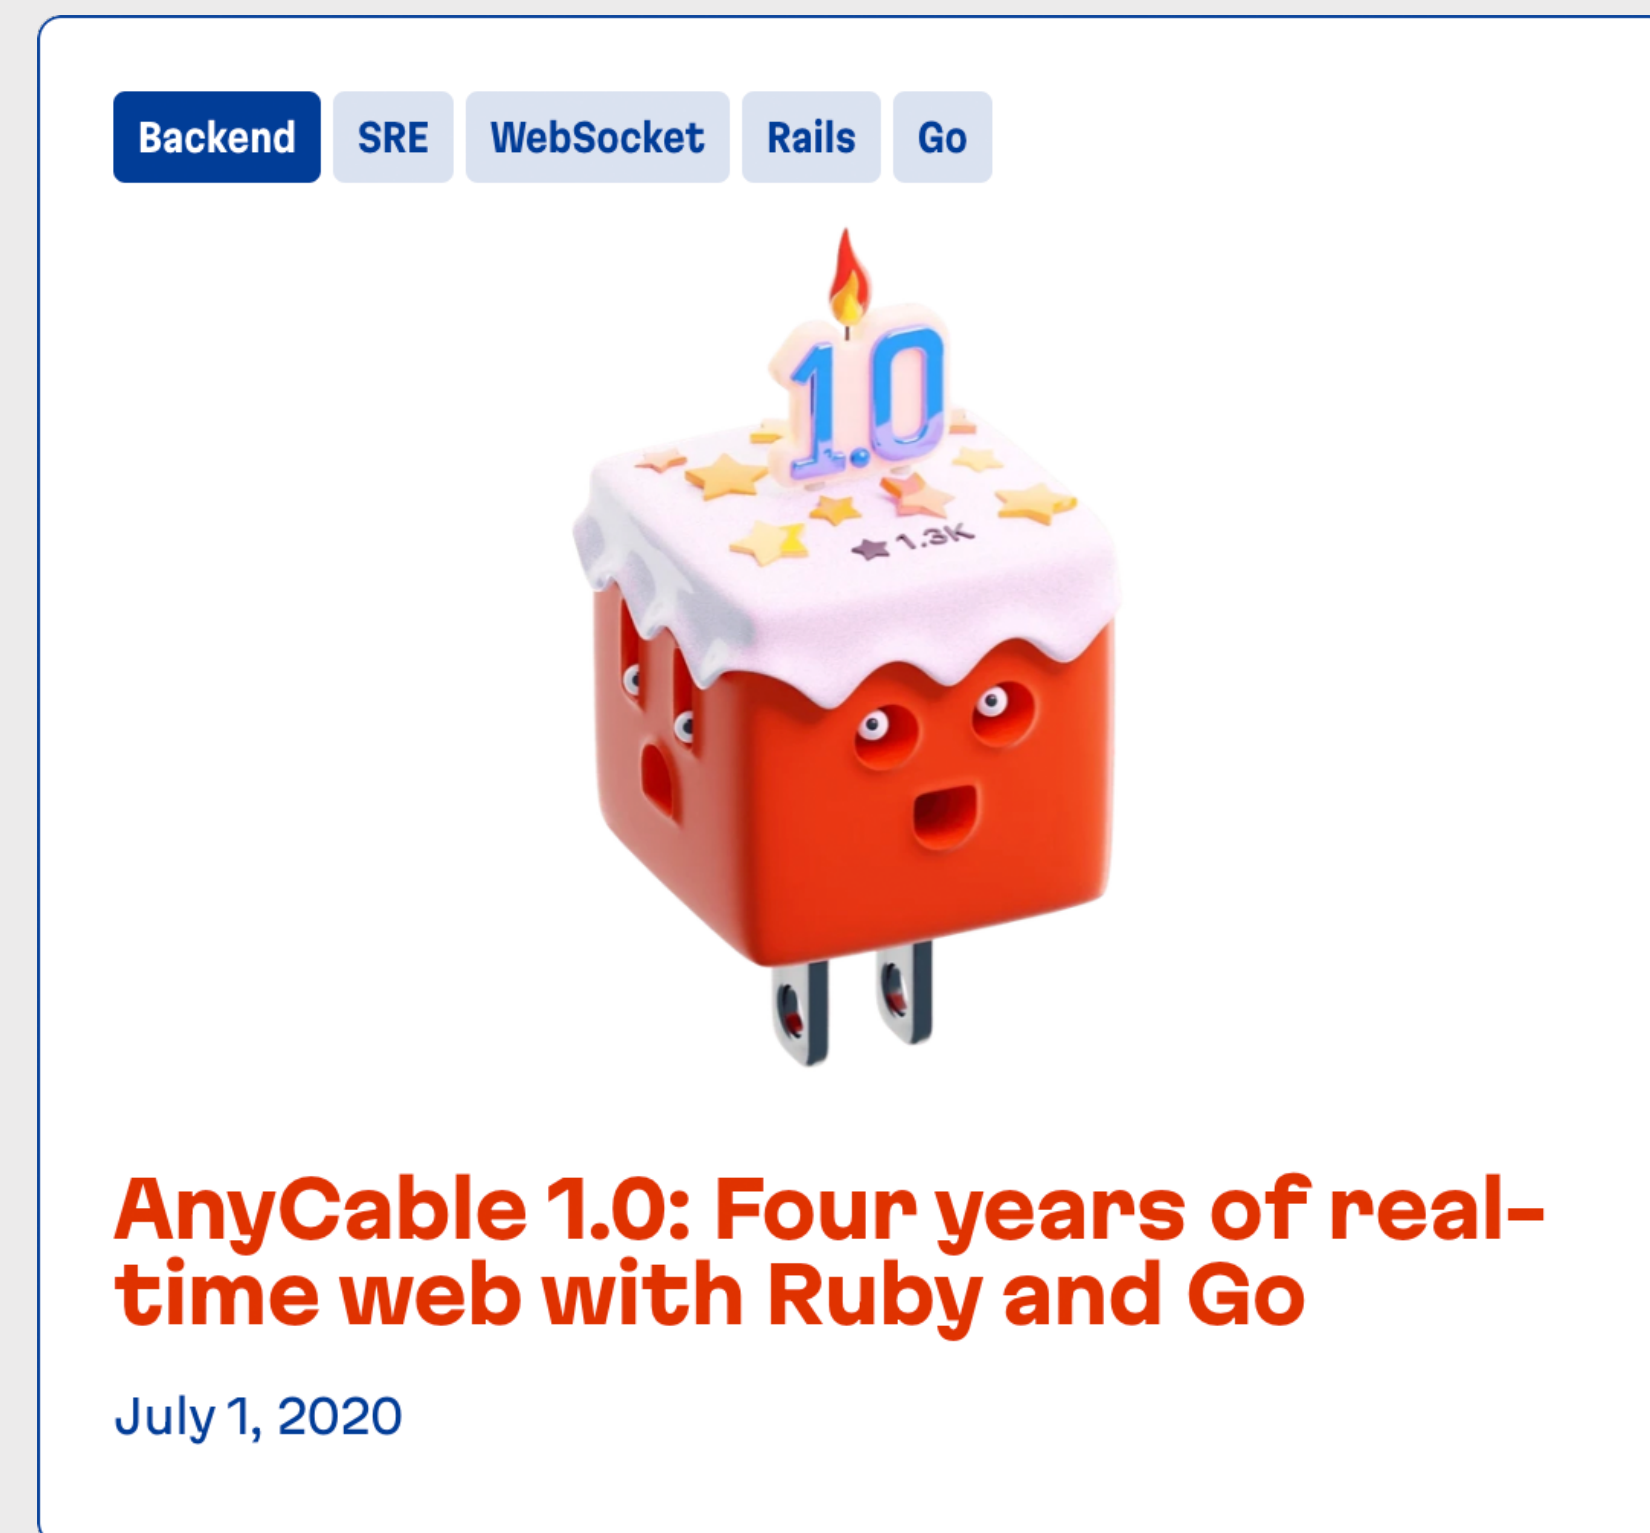 Backend SRE WebSocket Rails Go
1.0
★ 1.3K
AnyCable 1.0: Four years of real-
time web with Ruby and Go
July 1, 2020